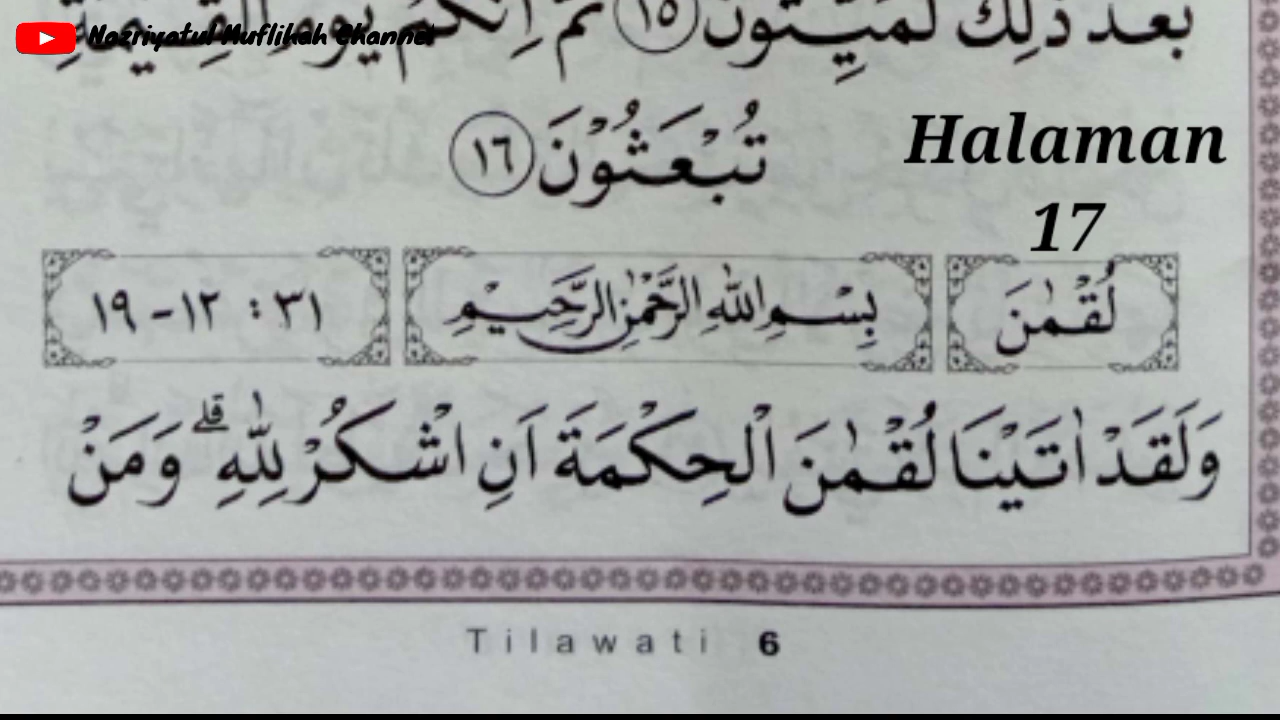 Nazriyatul Muflikah Channel
بَعْدَ ذٰلِكَ لَمَيِّتُوْنَ ١٥ ثُمَّ اِنَّكُمْ يَوْمَ الْقِيٰمَةِ
تُبْعَثُوْنَ ١٦
Halaman
17
لُقْمٰنَ
بِسْمِ اللّٰهِ الرَّحْمٰنِ الرَّحِيْمِ
٣١ : ١٢ - ١٩
وَلَقَدْ اٰتَيْنَا لُقْمٰنَ الْحِكْمَةَ اَنِ اشْكُرْ لِلّٰهِ ۗ وَمَنْ
Tilawati 6